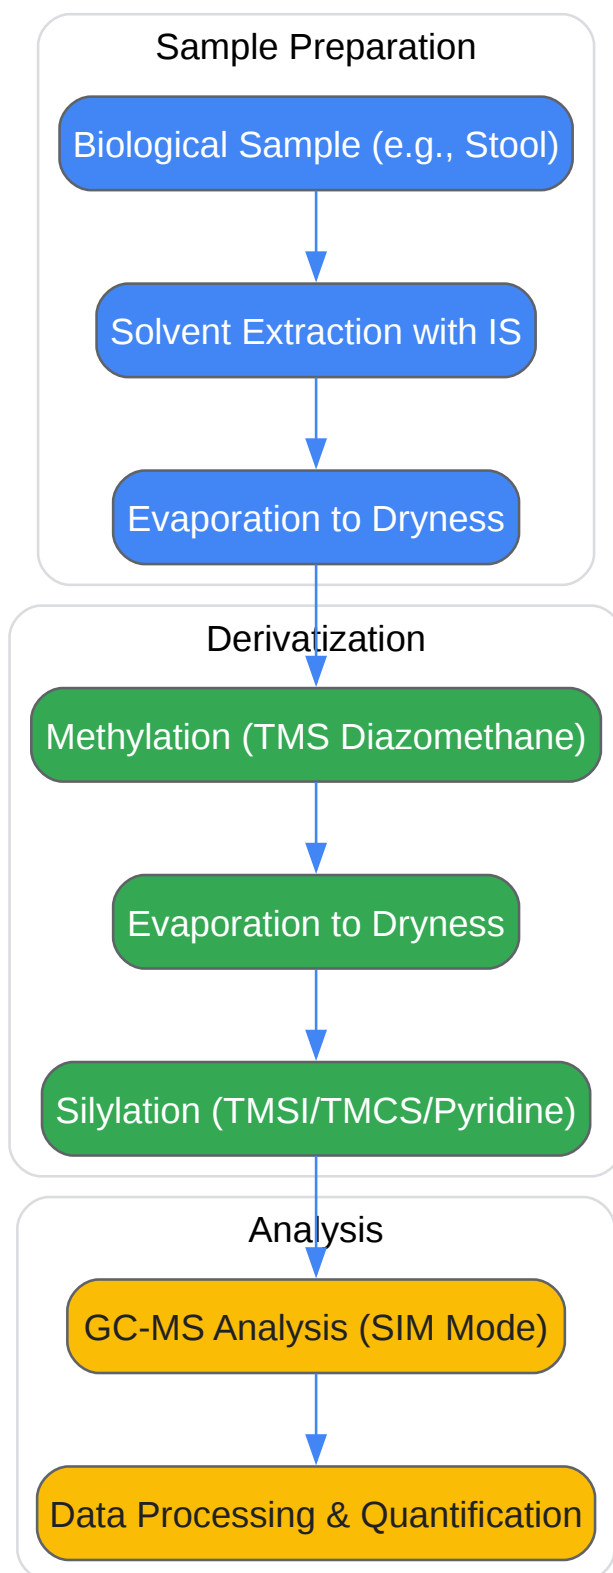 Sample Preparation
Biological Sample (e.g., Stool)
Solvent Extraction with IS
Evaporation to Dryness
Derivatization
Methylation (TMS Diazomethane)
Evaporation to Dryness
Silylation (TMSI/TMCS/Pyridine)
Analysis
GC-MS Analysis (SIM Mode)
Data Processing & Quantification